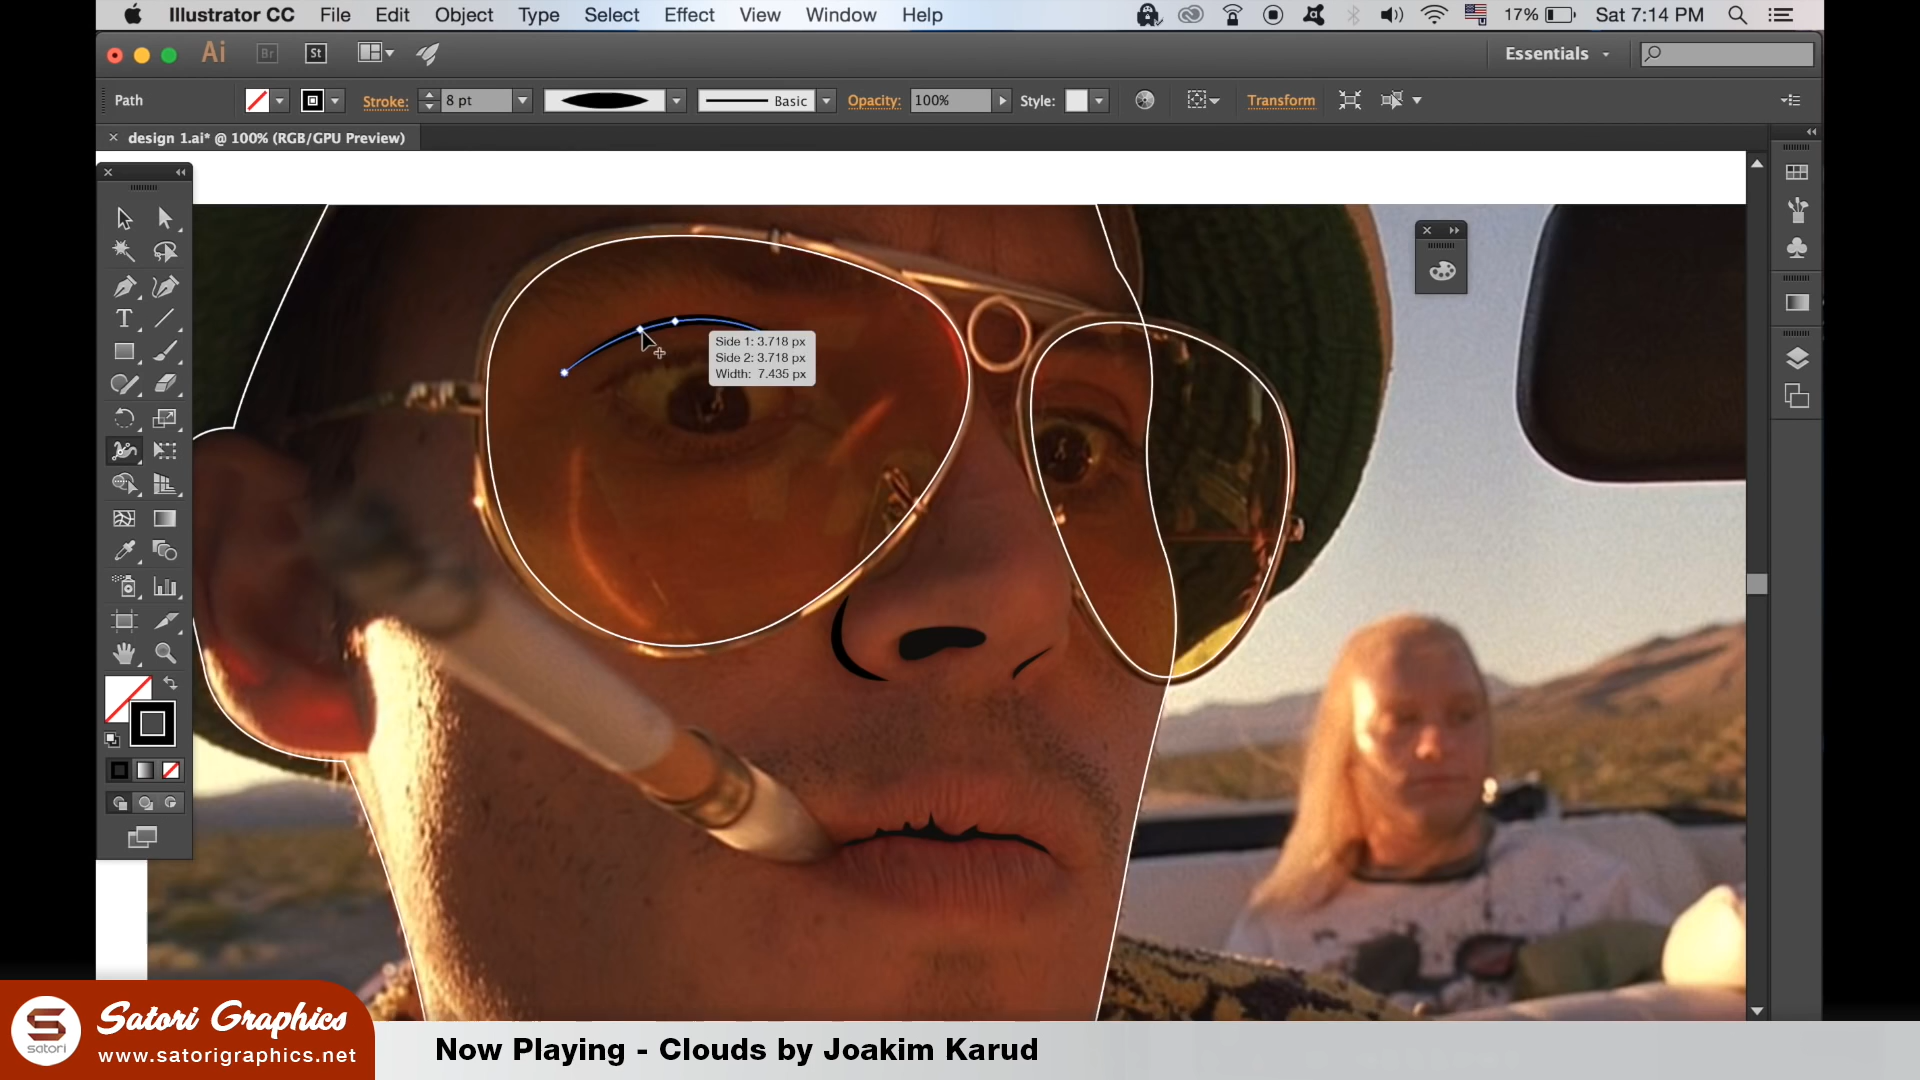 Illustrator CC File Edit Object Type Select Effect View Window Help 17% Sat 7:14 PM
Ai Br St Essentials
Path Stroke: 8 pt Basic Opacity: 100% Style: Transform
× design 1.ai* @ 100% (RGB/GPU Preview)
Side 1: 3.718 px
Side 2: 3.718 px
Width: 7.435 px
T
S
satori
Satori Graphics
www.satorigraphics.net
Now Playing - Clouds by Joakim Karud